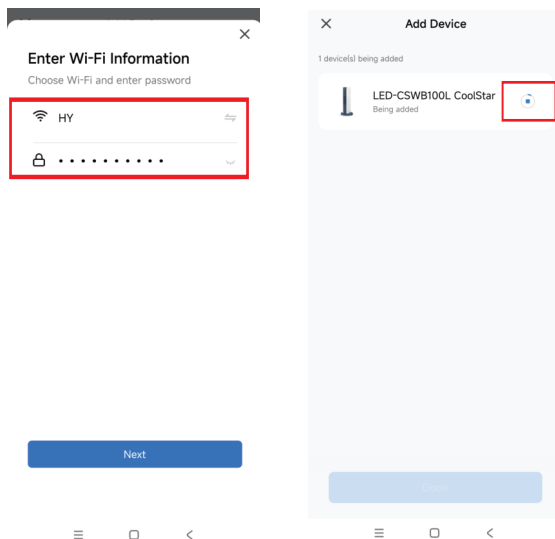 Enter Wi-Fi Information
Choose Wi-Fi and enter password
HY
• • • • • • • • • •
Next
Add Device
1 device(s) being added
LED-CSWB100L CoolStar
Being added